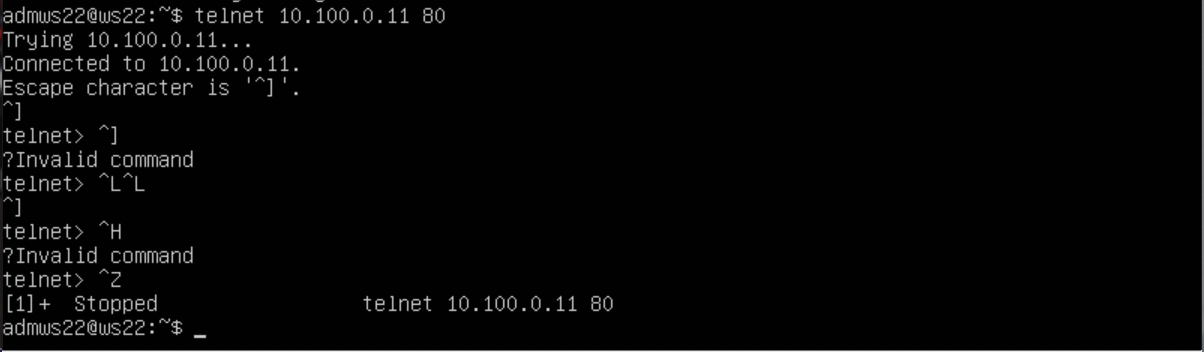 admws22@ws22:~$ telnet 10.100.0.11 80
Trying 10.100.0.11...
Connected to 10.100.0.11.
Escape character is '^]'.
^]
telnet> ^]
?Invalid command
telnet> ^L^L
^]
telnet> ^H
?Invalid command
telnet> ^Z
[1]+  Stopped                 telnet 10.100.0.11 80
admws22@ws22:~$ _